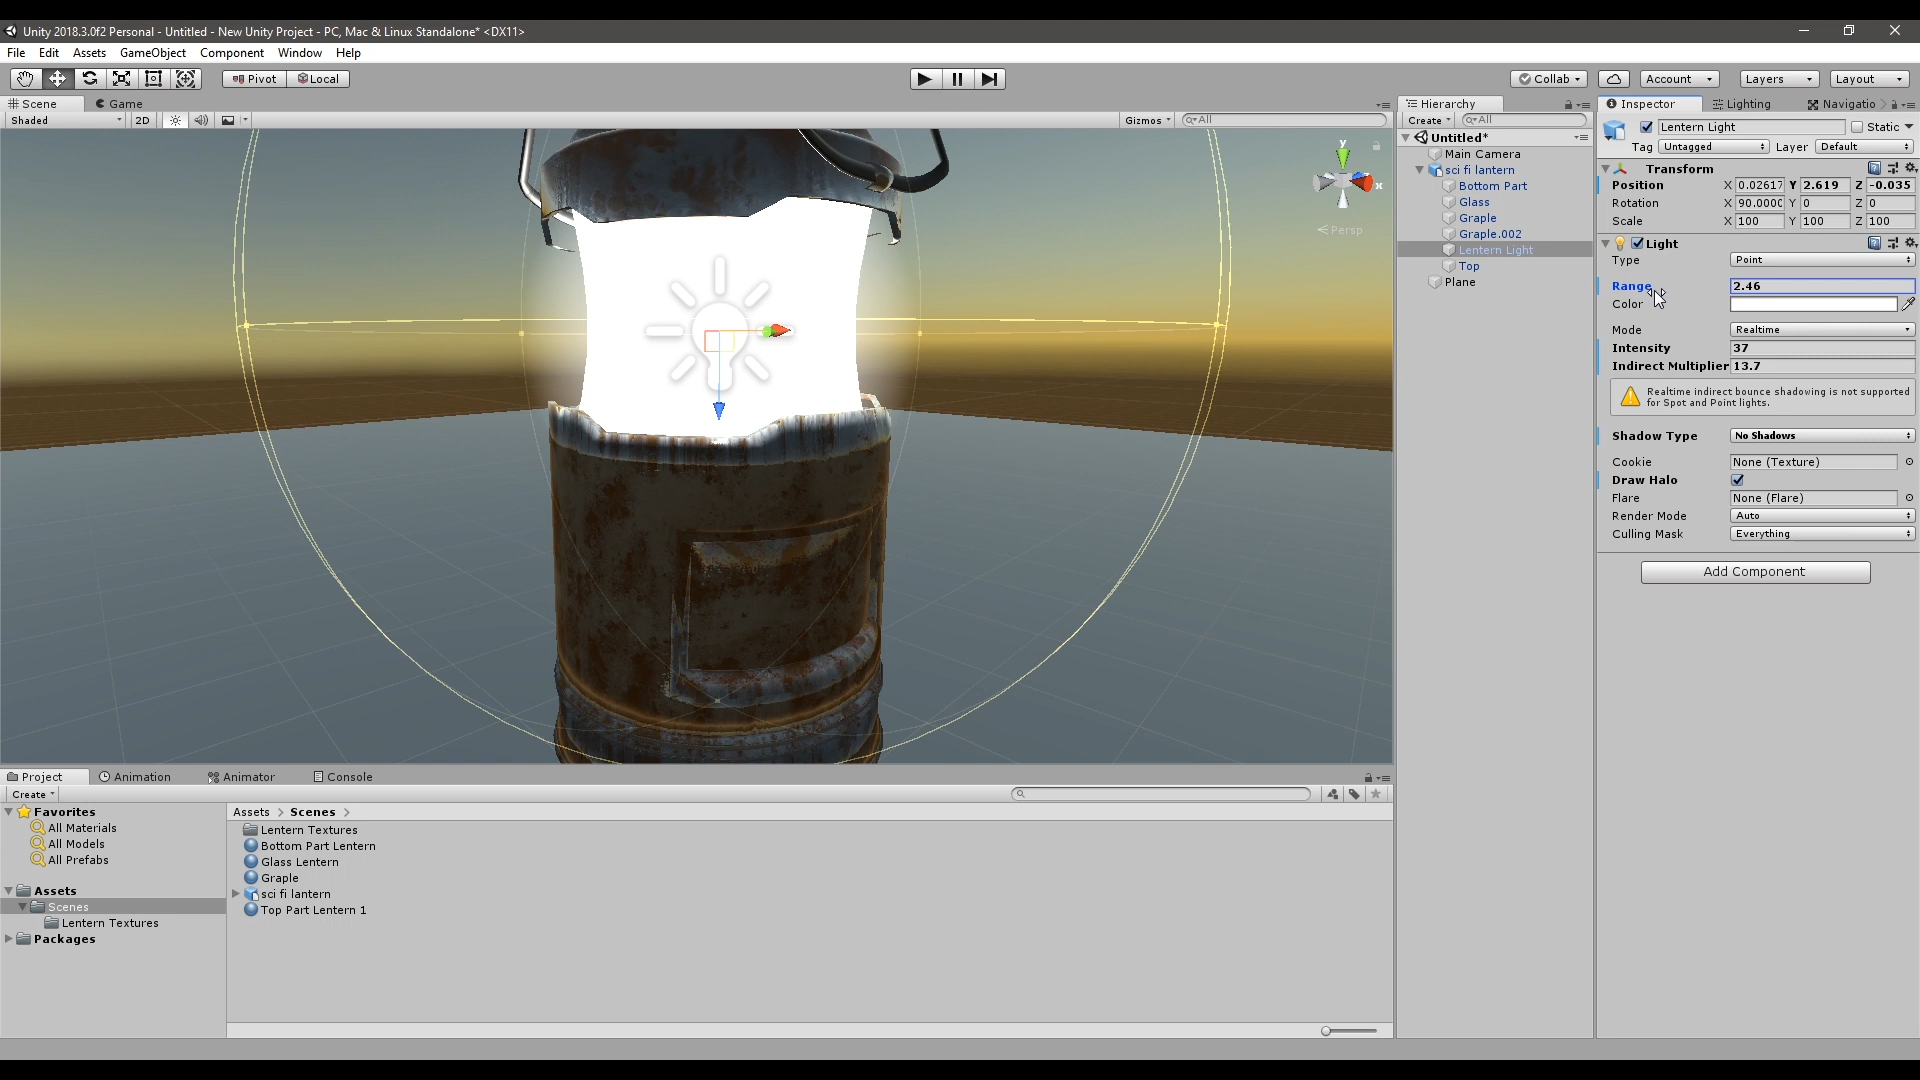 Unity 2018.3.0f2 Personal - Untitled - New Unity Project - PC, Mac & Linux Standalone* <DX11>
File Edit Assets GameObject Component Window Help
Pivot Local Collab Account Layers Layout
Scene Game
Shaded 2D Gizmos All
y
x
Persp
Hierarchy
Create All
Untitled*
Main Camera
sci fi lantern
Bottom Part
Glass
Graple
Graple.002
Lentern Light
Top
Plane
Inspector Lighting Navigatio
Lentern Light Static
Tag Untagged Layer Default
Transform
Position X 0.02617 Y 2.619 Z -0.035
Rotation X 90.0000 Y 0 Z 0
Scale X 100 Y 100 Z 100
Light
Type Point
Range 2.46
Color
Mode Realtime
Intensity 37
Indirect Multiplier 13.7
Realtime indirect bounce shadowing is not supported
for Spot and Point lights.
Shadow Type No Shadows
Cookie None (Texture)
Draw Halo
Flare None (Flare)
Render Mode Auto
Culling Mask Everything
Add Component
Project Animation Animator Console
Create
Favorites
All Materials
All Models
All Prefabs
Assets
Scenes
Lentern Textures
Packages
Assets > Scenes >
Lentern Textures
Bottom Part Lentern
Glass Lentern
Graple
sci fi lantern
Top Part Lentern 1